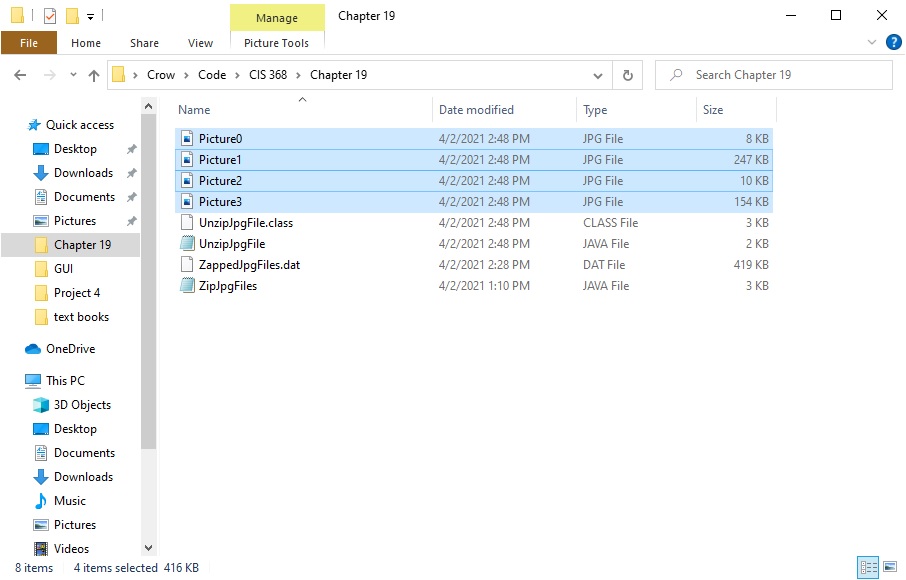 Manage Chapter 19
File Home Share View Picture Tools
Crow Code CIS 368 Chapter 19 Search Chapter 19
Name Date modified Type Size
Quick access
Desktop
Downloads
Documents
Pictures
Chapter 19
GUI
Project 4
text books
OneDrive
This PC
3D Objects
Desktop
Documents
Downloads
Music
Pictures
Videos
Picture0 4/2/2021 2:48 PM JPG File 8 KB
Picture1 4/2/2021 2:48 PM JPG File 247 KB
Picture2 4/2/2021 2:48 PM JPG File 10 KB
Picture3 4/2/2021 2:48 PM JPG File 154 KB
UnzipJpgFile.class 4/2/2021 2:48 PM CLASS File 3 KB
UnzipJpgFile 4/2/2021 2:48 PM JAVA File 2 KB
ZappedJpgFiles.dat 4/2/2021 2:28 PM DAT File 419 KB
ZipJpgFiles 4/2/2021 1:10 PM JAVA File 3 KB
8 items 4 items selected 416 KB